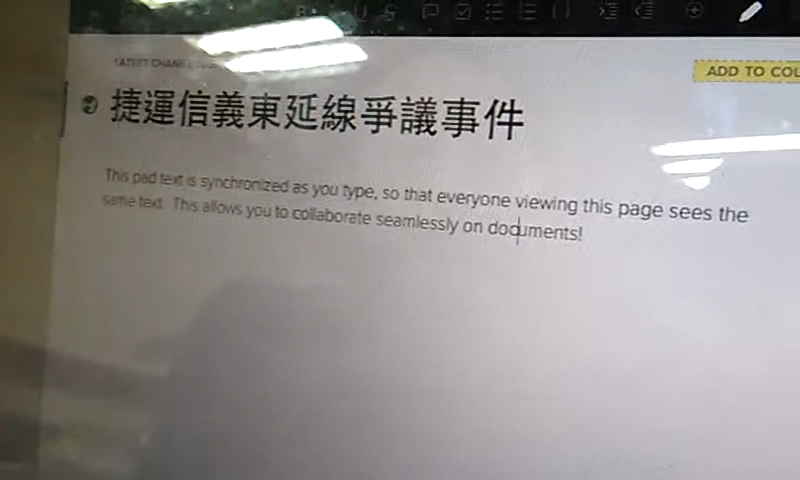 LATEST CHANGE
ADD TO COL
捷運信義東延線爭議事件
This pad text is synchronized as you type, so that everyone viewing this page sees the
same text. This allows you to collaborate seamlessly on documents!